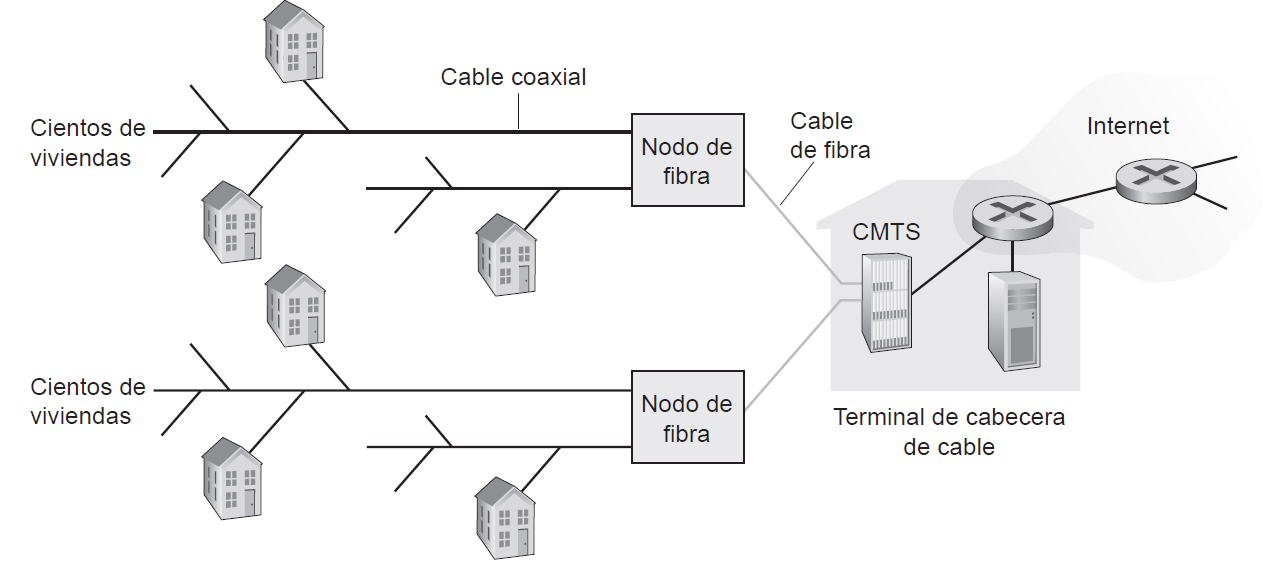 Cable coaxial
Cientos de
viviendas
Nodo de
fibra
Cable
de fibra
Internet
CMTS
Cientos de
viviendas
Nodo de
fibra
Terminal de cabecera
de cable